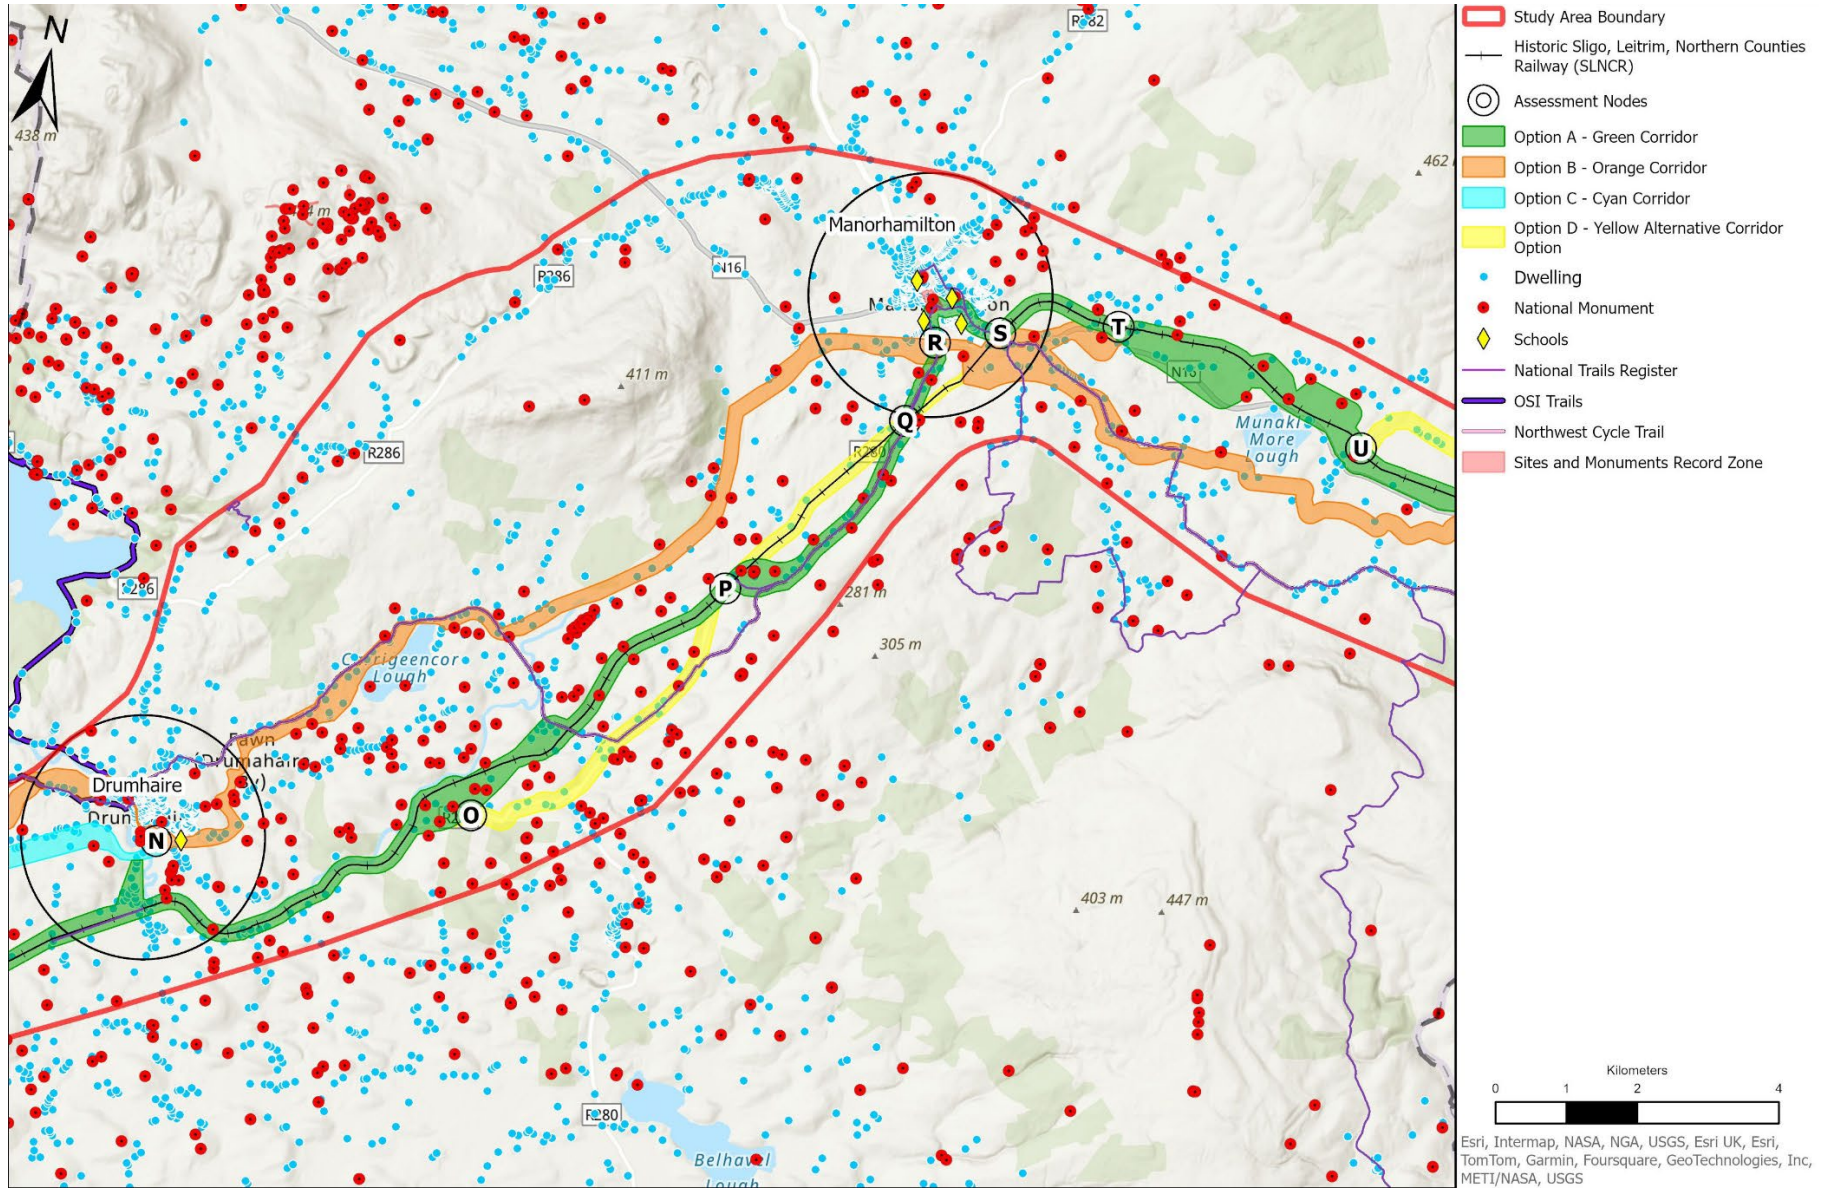 N
438 m
R286
N16
R286
R286
411 m
Manorhamilton
R
S
T
Q
U
P
O
N
N16
R280
Munaki
More
Lough
281 m
305 m
Lough
Fawn
Drumhaire
403 m
447 m
R280
Belhavel
Lough
Study Area Boundary
Historic Sligo, Leitrim, Northern Counties
Railway (SLNCR)
Assessment Nodes
Option A - Green Corridor
Option B - Orange Corridor
Option C - Cyan Corridor
Option D - Yellow Alternative Corridor
Option
Dwelling
National Monument
Schools
National Trails Register
OSI Trails
Northwest Cycle Trail
Sites and Monuments Record Zone
Kilometers
0 1 2 4
Esri, Intermap, NASA, NGA, USGS, Esri UK, Esri,
TomTom, Garmin, Foursquare, GeoTechnologies, Inc,
METI/NASA, USGS